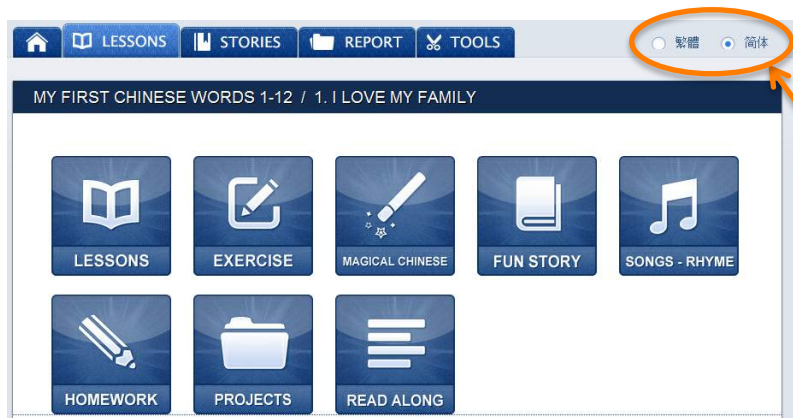 LESSONS STORIES REPORT TOOLS 繁體 简体
MY FIRST CHINESE WORDS 1-12 / 1. I LOVE MY FAMILY
LESSONS EXERCISE MAGICAL CHINESE FUN STORY SONGS - RHYME
HOMEWORK PROJECTS READ ALONG